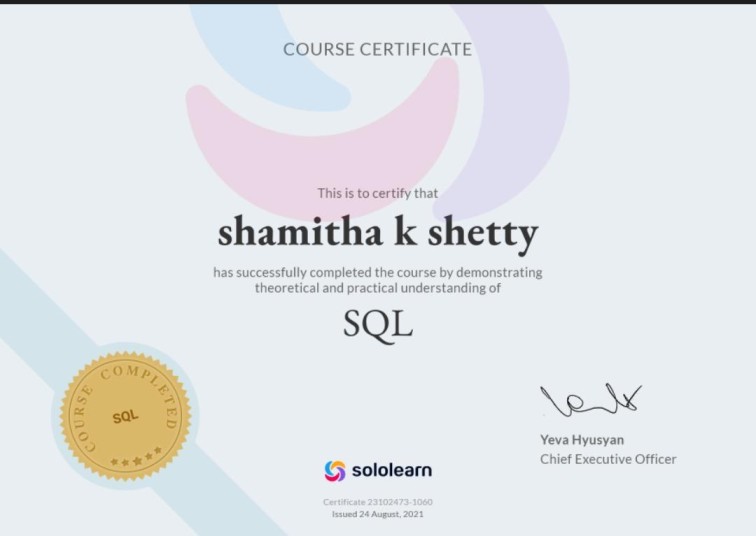 COURSE CERTIFICATE
This is to certify that
shamitha k shetty
has successfully completed the course by demonstrating
theoretical and practical understanding of
SQL
COURSE COMPLETED
SQL
Yeva Hyusyan
Chief Executive Officer
sololearn
Certificate 23102473-1060
Issued 24 August, 2021